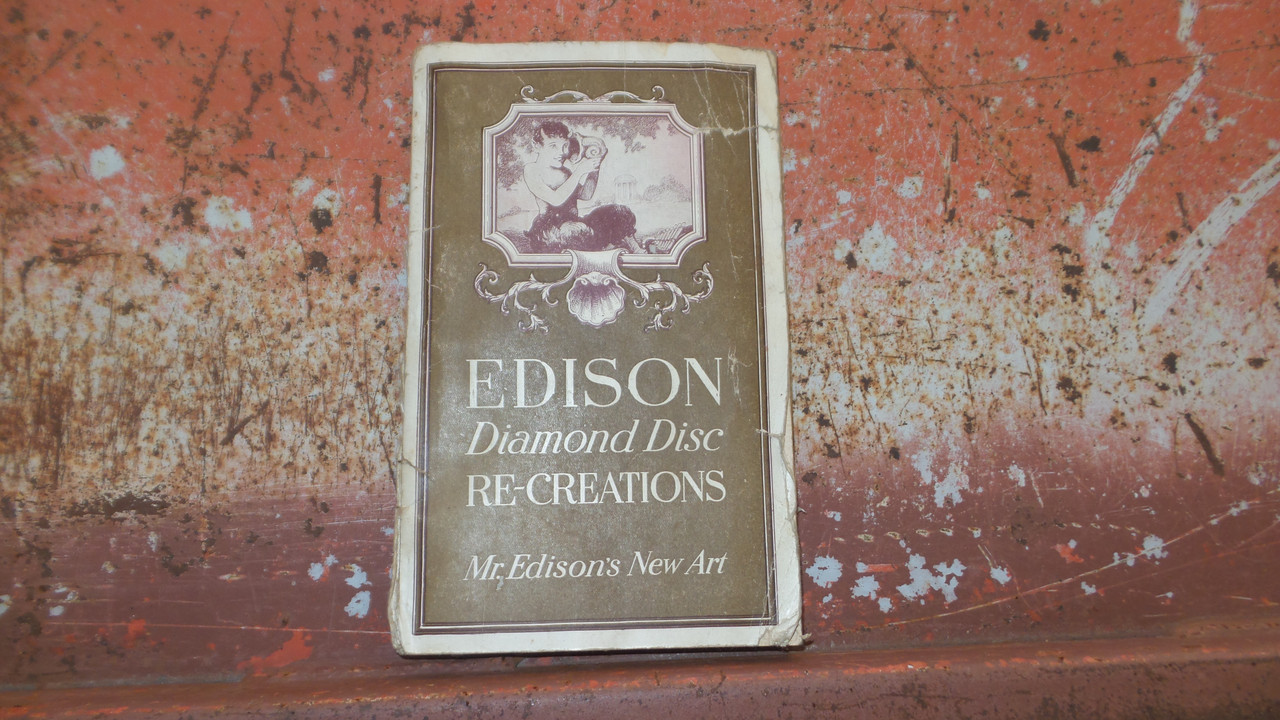 EDISON
Diamond Disc
RE-CREATIONS
Mr. Edison's New Art